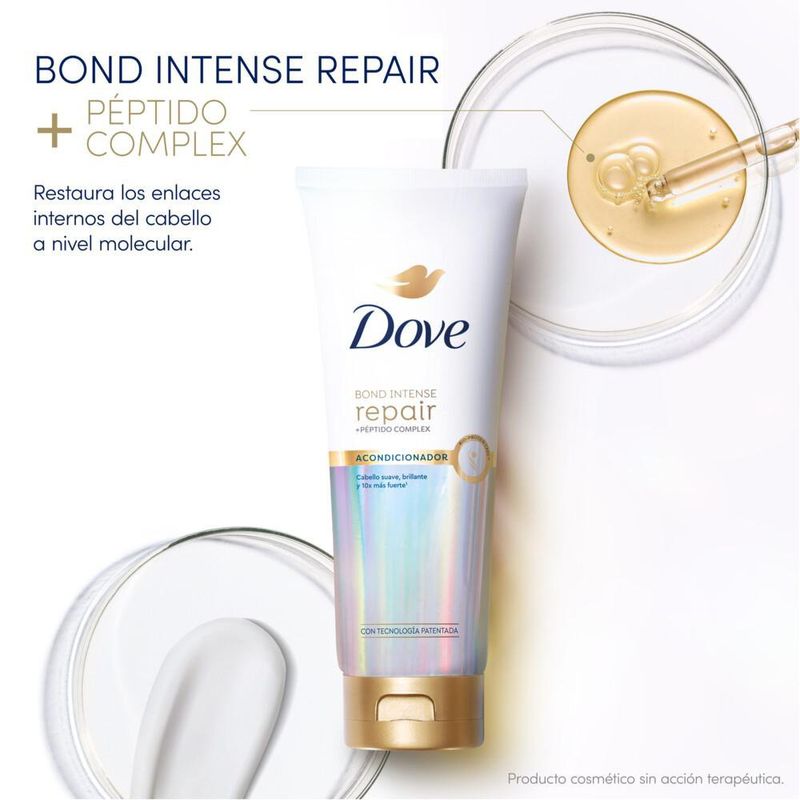 BOND INTENSE REPAIR
+ PÉPTIDO
COMPLEX
Restaura los enlaces
internos del cabello
a nivel molecular.
Dove
BOND INTENSE
repair
+PÉPTIDO COMPLEX
ACONDICIONADOR
Cabello suave, brillante
y 10x más fuerte¹
CON TECNOLOGÍA PATENTADA
Producto cosmético sin acción terapéutica.